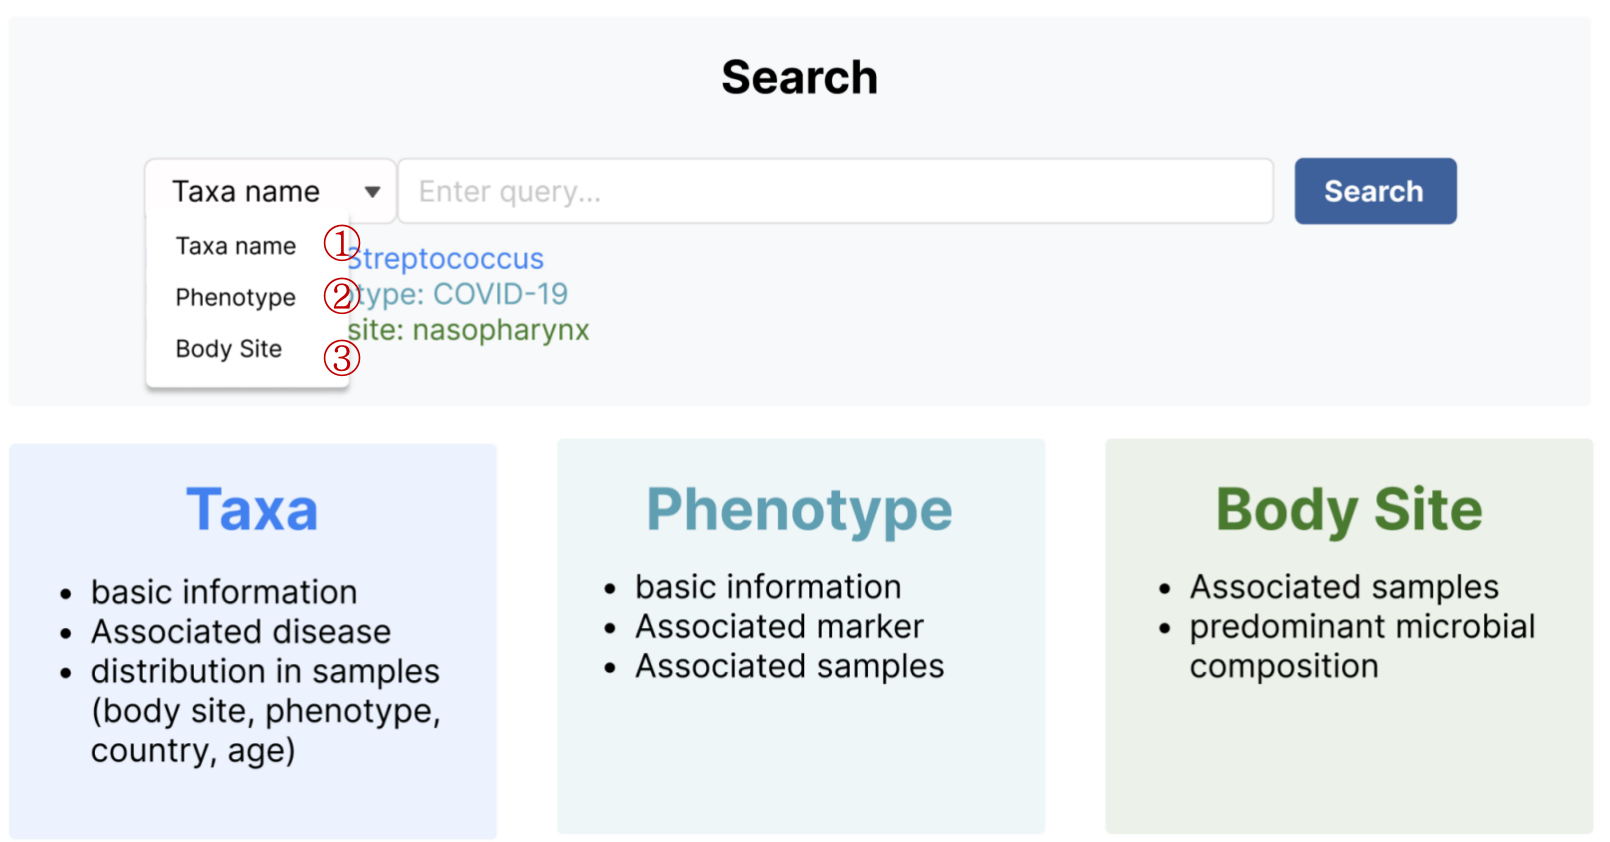 Search
Taxa name
Enter query...
Search
Taxa name ①
Streptococcus
Phenotype ②
type: COVID-19
site: nasopharynx
Body Site ③
Taxa
• basic information
• Associated disease
• distribution in samples
(body site, phenotype,
country, age)
Phenotype
• basic information
• Associated marker
• Associated samples
Body Site
• Associated samples
• predominant microbial
composition